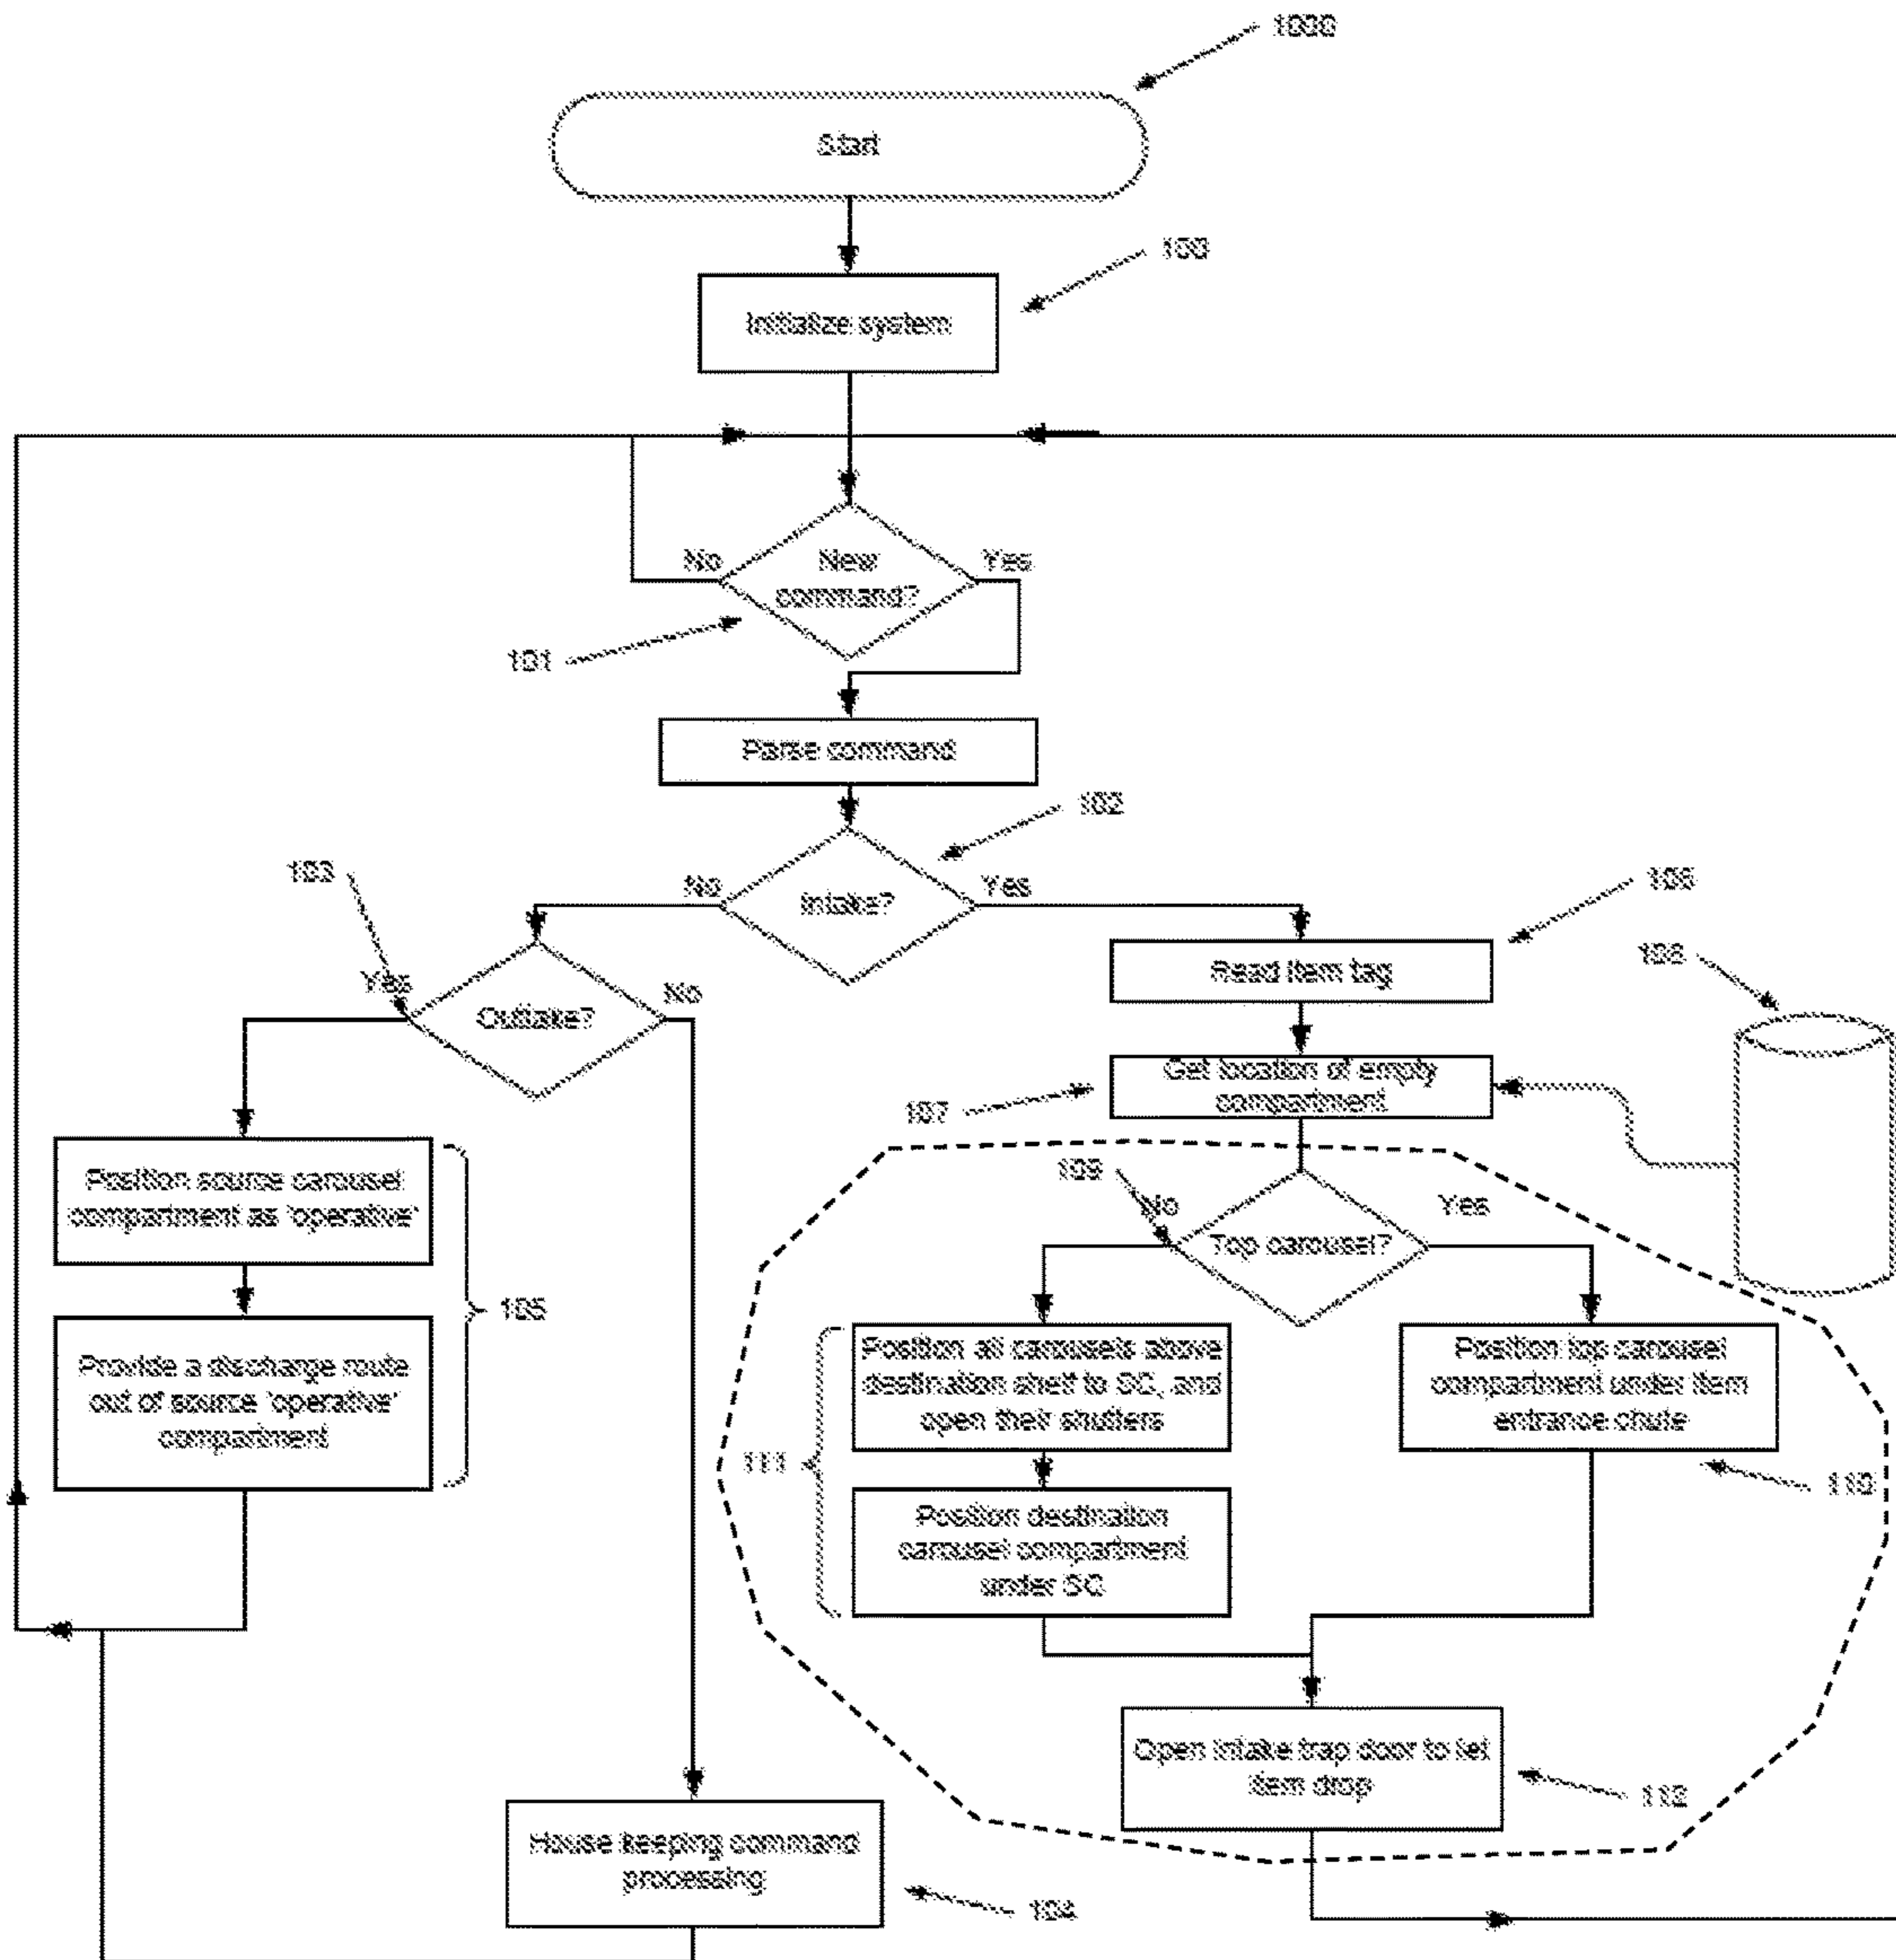 Start
100
Initialize system
No
New
command?
Yes
101
Parse command
102
103
No
Intake?
Yes
Yes
Outtake?
No
Read item tag
Get location of empty
compartment
107
109
No
Top carousel?
Yes
Position source carousel
compartment as 'operative'
105
Provide a discharge route
out of source 'operative'
compartment
Position all carousels above
destination shelf to SC, and
open their shutters
Position top carousel
compartment under item
entrance chute
111
110
Position destination
carousel compartment
under SC
Open intake trap door to let
item drop
112
House keeping command
processing
104